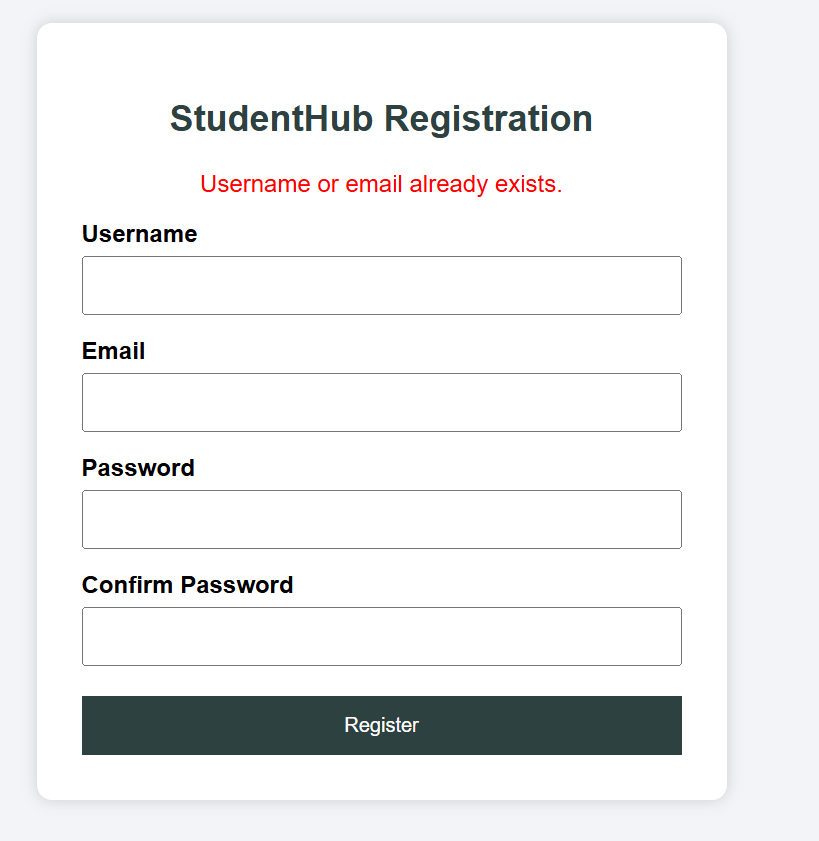 StudentHub Registration
Username or email already exists.
Username
Email
Password
Confirm Password
Register